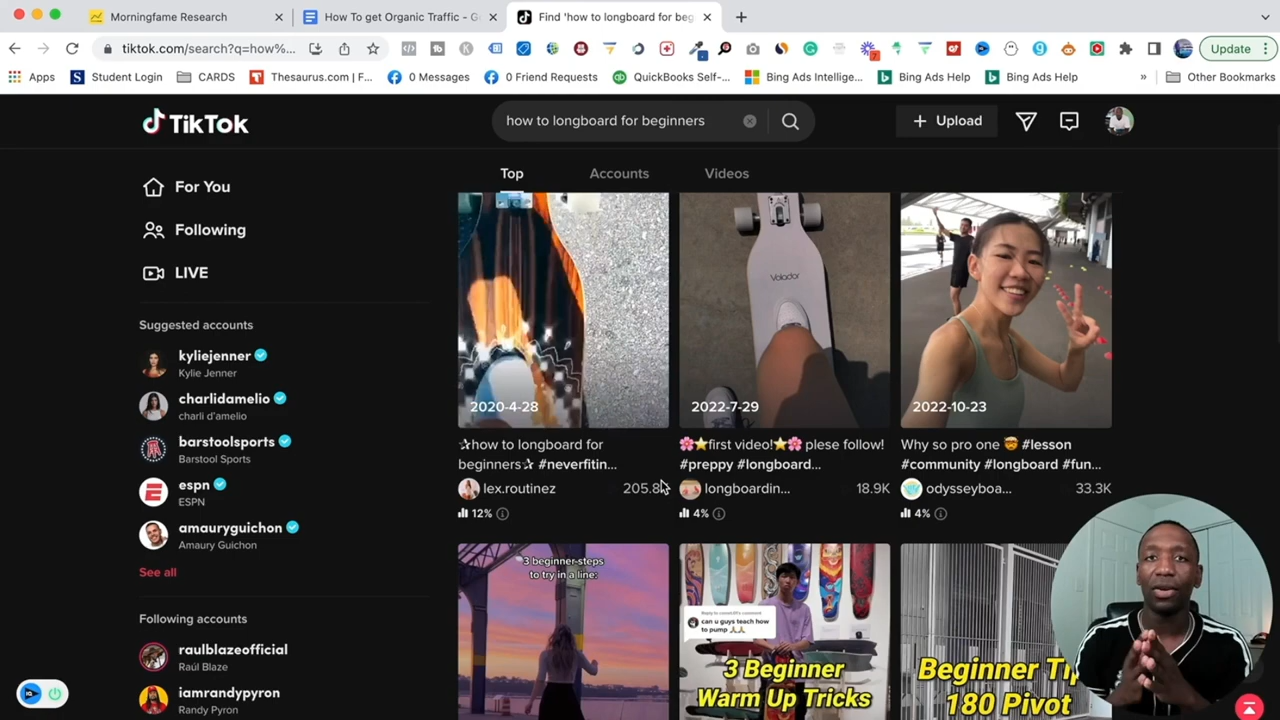 Morningfame Research
How To get Organic Traffic - G
Find 'how to longboard for beg
tiktok.com/search?q=how%...
Update
Apps
Student Login
CARDS
Thesaurus.com | F...
0 Messages
0 Friend Requests
QuickBooks Self-...
Bing Ads Intellige...
Bing Ads Help
Bing Ads Help
»
Other Bookmarks
TikTok
how to longboard for beginners
+ Upload
For You
Following
LIVE
Top
Accounts
Videos
Suggested accounts
kyliejenner
Kylie Jenner
charlidamelio
charli d'amelio
barstoolsports
Barstool Sports
espn
ESPN
amauryguichon
Amaury Guichon
See all
Following accounts
raulblazeofficial
Raúl Blaze
iamrandypyron
Randy Pyron
2020-4-28
✰how to longboard for
beginners✰ #neverfitin...
lex.routinez
205.8
12%
Volador
2022-7-29
🌸⭐first video!⭐🌸 plese follow!
#preppy #longboard...
longboardin...
18.9K
4%
2022-10-23
Why so pro one 🤯 #lesson
#community #longboard #fun...
odysseyboa...
33.3K
4%
3 beginner steps
to try in a line:
can u guys teach how
to pump 🙏🙏
3 Beginner
Warm Up Tricks
Beginner
180 Pivot